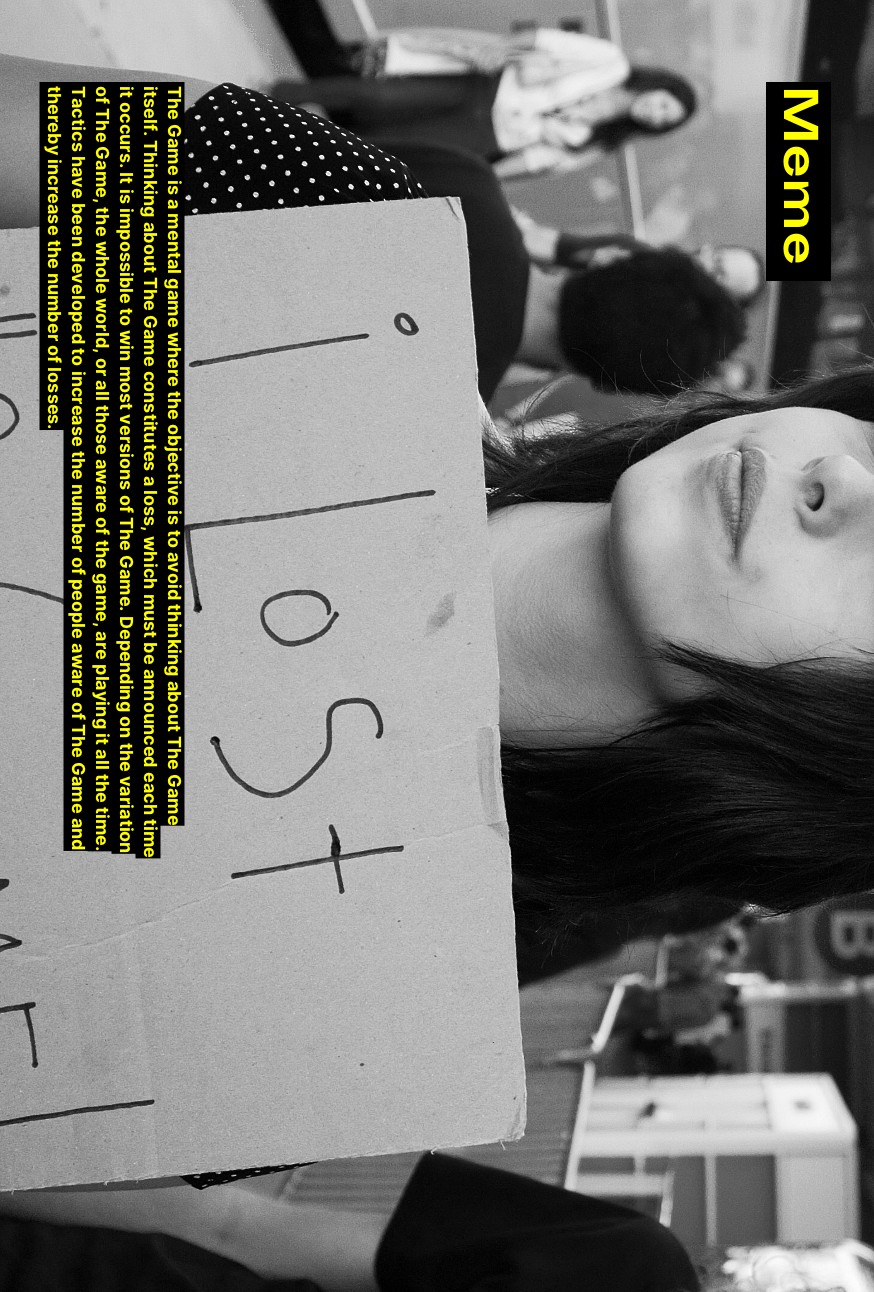 Meme
i Lost
The Game is a mental game where the objective is to avoid thinking about The Game
itself. Thinking about The Game constitutes a loss, which must be announced each time
it occurs. It is impossible to win most versions of The Game. Depending on the variation
of The Game, the whole world, or all those aware of the game, are playing it all the time.
Tactics have been developed to increase the number of people aware of The Game and
thereby increase the number of losses.